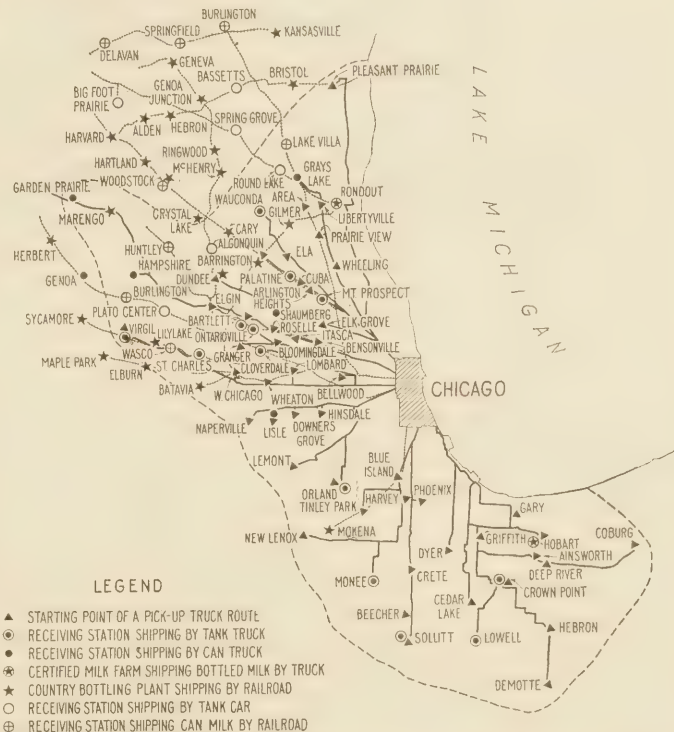 BURLINGTON
SPRINGFIELD
KANSASVILLE
DELAVAN
GENEVA
BASSETTS
BRISTOL
PLEASANT PRAIRIE
GENOA
JUNCTION
BIG FOOT
PRAIRIE
ALDEN
HEBRON
SPRING GROVE
HARVARD
LAKE VILLA
RINGWOOD
HARTLAND
McHENRY
GRAYS
LAKE
WOODSTOCK
ROUND LAKE
AREA
RONDOUT
GARDEN PRAIRIE
WAUCONDA
GILMER
LIBERTYVILLE
MARENGO
CRYSTAL
LAKE
CARY
PRAIRIE VIEW
ALGONQUIN
ELA
HERBERT
HUNTLEY
BARRINGTON
WHEELING
HAMPSHIRE
DUNDEE
PALATINE
CUBA
GENOA
BURLINGTON
ELGIN
ARLINGTON
HEIGHTS
MT PROSPECT
PLATO CENTER
SHAUMBERG
SYCAMORE
BARTLETT
ROSELLE
ELK GROVE
VIRGIL
LILYLAKE
ONTARIOVILLE
ITASCA
WASCO
GRANGER
BLOOMINGDALE
BENSONVILLE
MAPLE PARK
ST CHARLES
CLOVERDALE
LOMBARD
ELBURN
BATAVIA
W. CHICAGO
BELLWOOD
CHICAGO
WHEATON
HINSDALE
NAPERVILLE
LISLE
DOWNERS
GROVE
LEMONT
BLUE
ISLAND
ORLAND
TINLEY PARK
HARVEY
PHOENIX
GARY
NEW LENOX
MOKENA
GRIFFITH
HOBART
COBURG
AINSWORTH
DYER
DEEP RIVER
MONEE
CRETE
CROWN POINT
BEECHER
CEDAR
LAKE
HEBRON
SOLLITT
LOWELL
DEMOTTE
LAKE
MICHIGAN
LEGEND
▲ STARTING POINT OF A PICK-UP TRUCK ROUTE
◉ RECEIVING STATION SHIPPING BY TANK TRUCK
● RECEIVING STATION SHIPPING BY CAN TRUCK
✪ CERTIFIED MILK FARM SHIPPING BOTTLED MILK BY TRUCK
★ COUNTRY BOTTLING PLANT SHIPPING BY RAILROAD
○ RECEIVING STATION SHIPPING BY TANK CAR
⊕ RECEIVING STATION SHIPPING CAN MILK BY RAILROAD